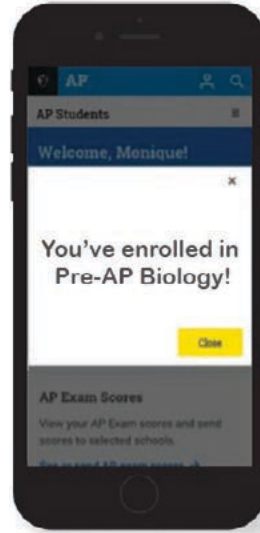 AP
AP Students
Welcome, Monique!
×
You've enrolled in
Pre-AP Biology!
Close
AP Exam Scores
View your AP Exam scores and send
scores to selected schools.